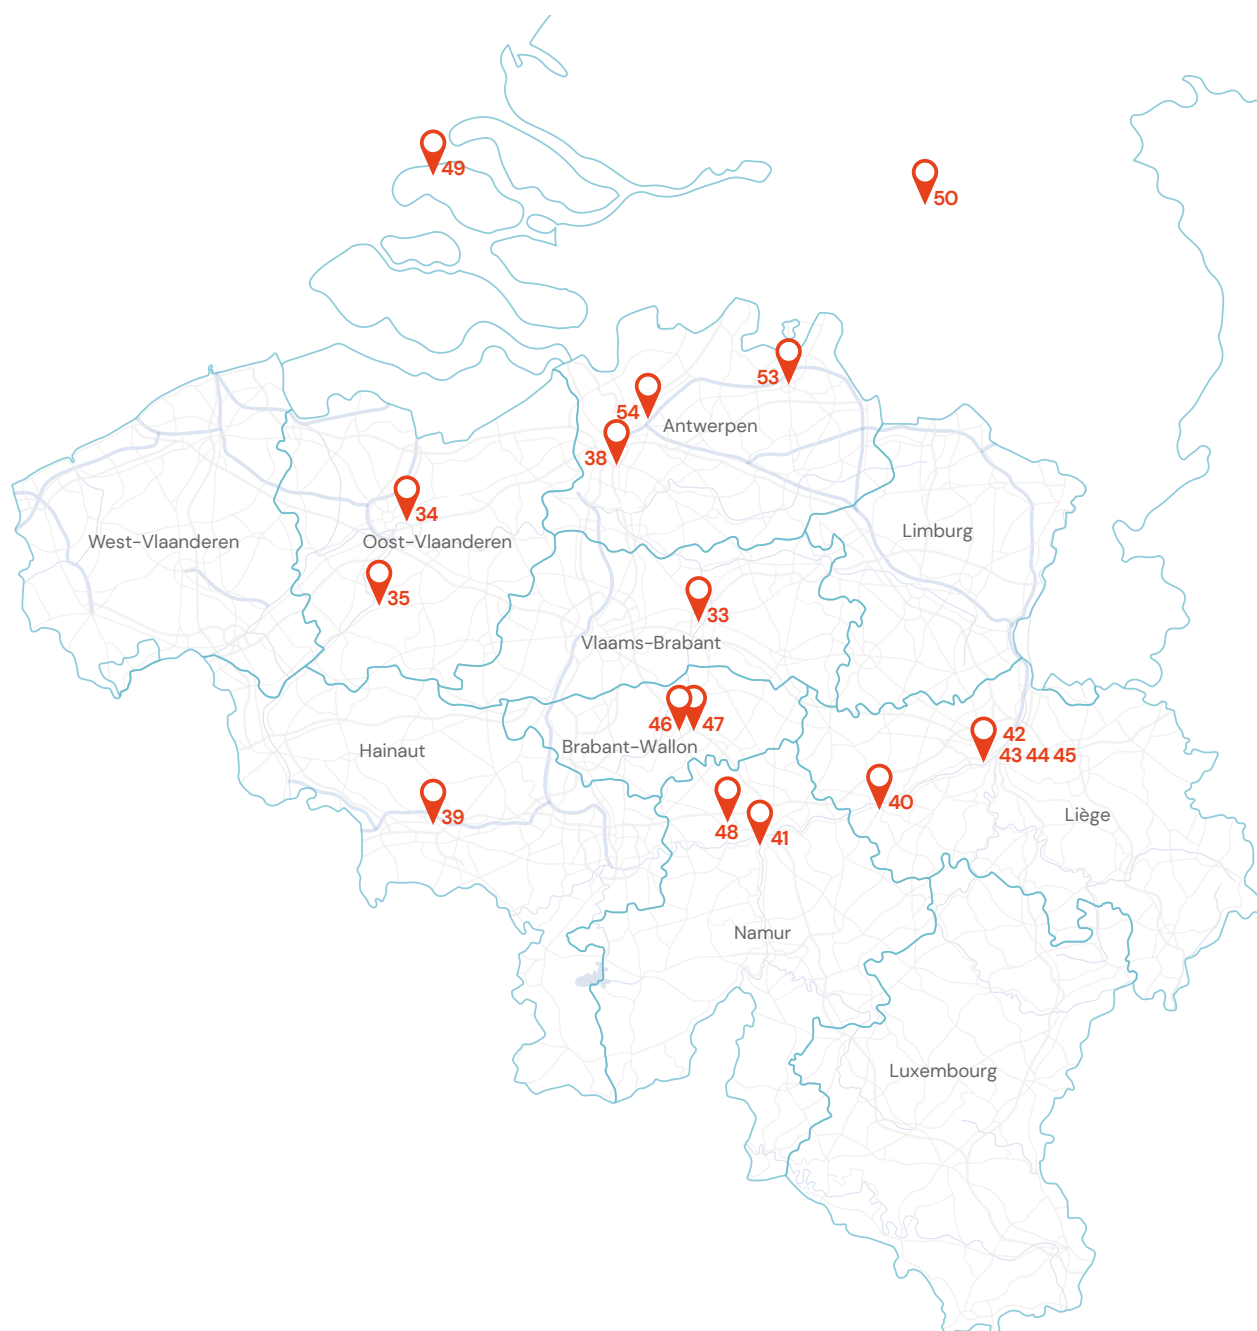 49
50
53
54
Antwerpen
38
34
Limburg
West-Vlaanderen
Oost-Vlaanderen
35
33
Vlaams-Brabant
46
47
42
43 44 45
Brabant-Wallon
Hainaut
40
39
48
41
Liège
Namur
Luxembourg